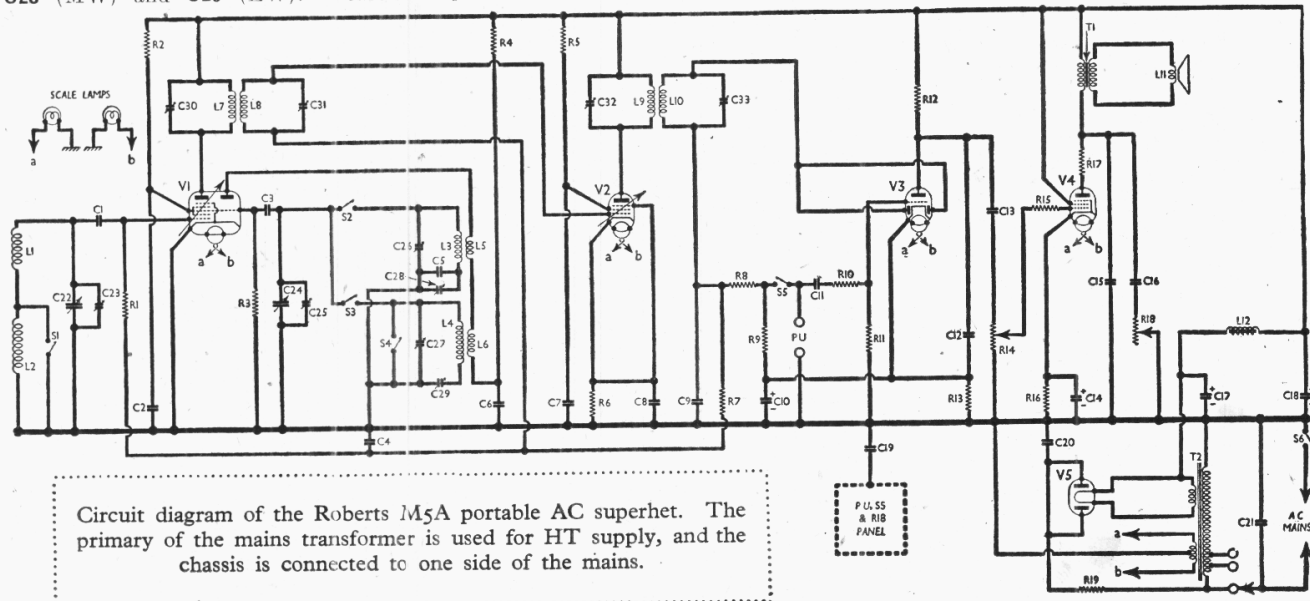 C28 (MW) and C29 (LW).
SCALE LAMPS
a b
R2
C30 L7 L8 C31
R4
R5
C32 L9 L10 C33
R12
T1
L11
V1
V2
V3
V4
R17
C1
C3
S2
C26
L3
L5
C5
C28
a b
a b
a b
a b
R15
C13
L1
C22
C23
R1
R3
C24
C25
S3
S4
C27
L4
L6
C29
R8
S5
C11
R10
PU
R9
R11
C12
R14
C15
C16
R18
L12
L2
S1
C2
C4
C6
C7
R6
C8
C9
R7
C10
+
–
R13
R16
C14
+
–
C17
+
–
C18
S6
C19
C20
V5
T2
C21
A C
MAINS
a
b
R19
PU, S5
& R18
PANEL
Circuit diagram of the Roberts M5A portable AC superhet. The
primary of the mains transformer is used for HT supply, and the
chassis is connected to one side of the mains.